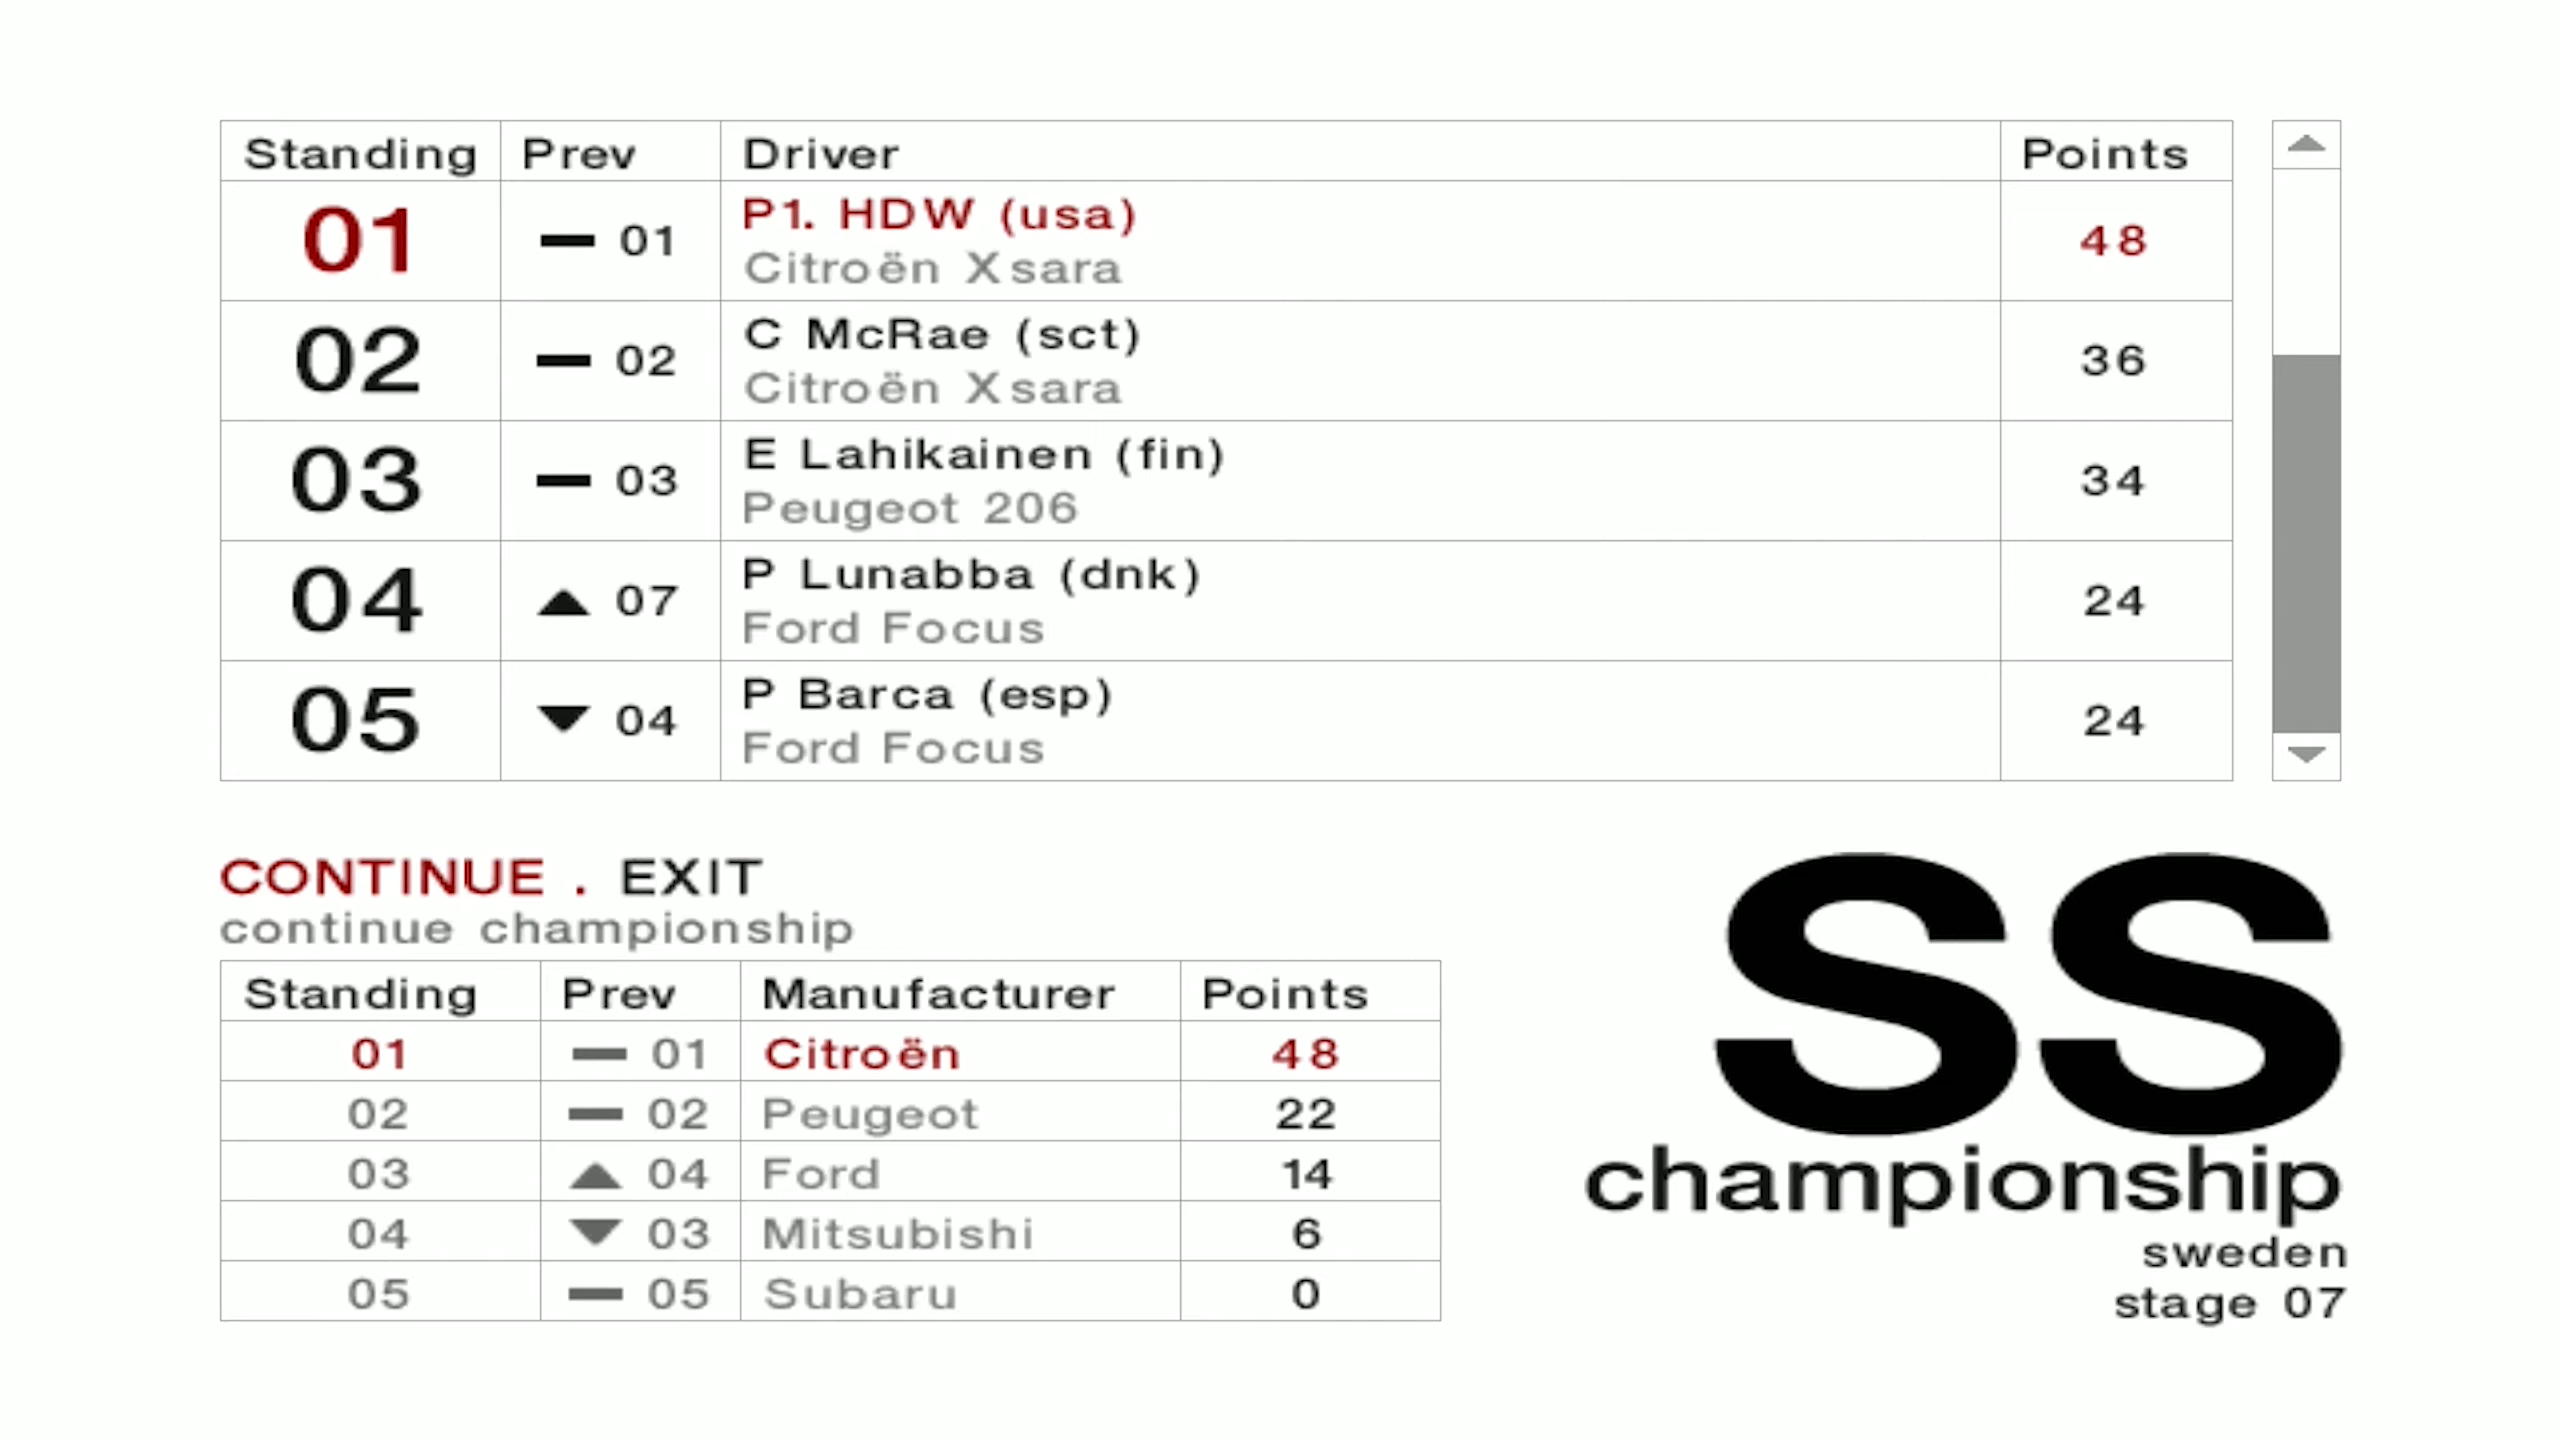 Standing Prev Driver Points
01 01 P1. HDW (usa) 48
Citroën Xsara
02 02 C McRae (sct) 36
Citroën Xsara
03 03 E Lahikainen (fin) 34
Peugeot 206
04 07 P Lunabba (dnk) 24
Ford Focus
05 04 P Barca (esp) 24
Ford Focus
CONTINUE . EXIT
continue championship
Standing Prev Manufacturer Points
01 01 Citroën 48
02 02 Peugeot 22
03 04 Ford 14
04 03 Mitsubishi 6
05 05 Subaru 0
SS
championship
sweden
stage 07